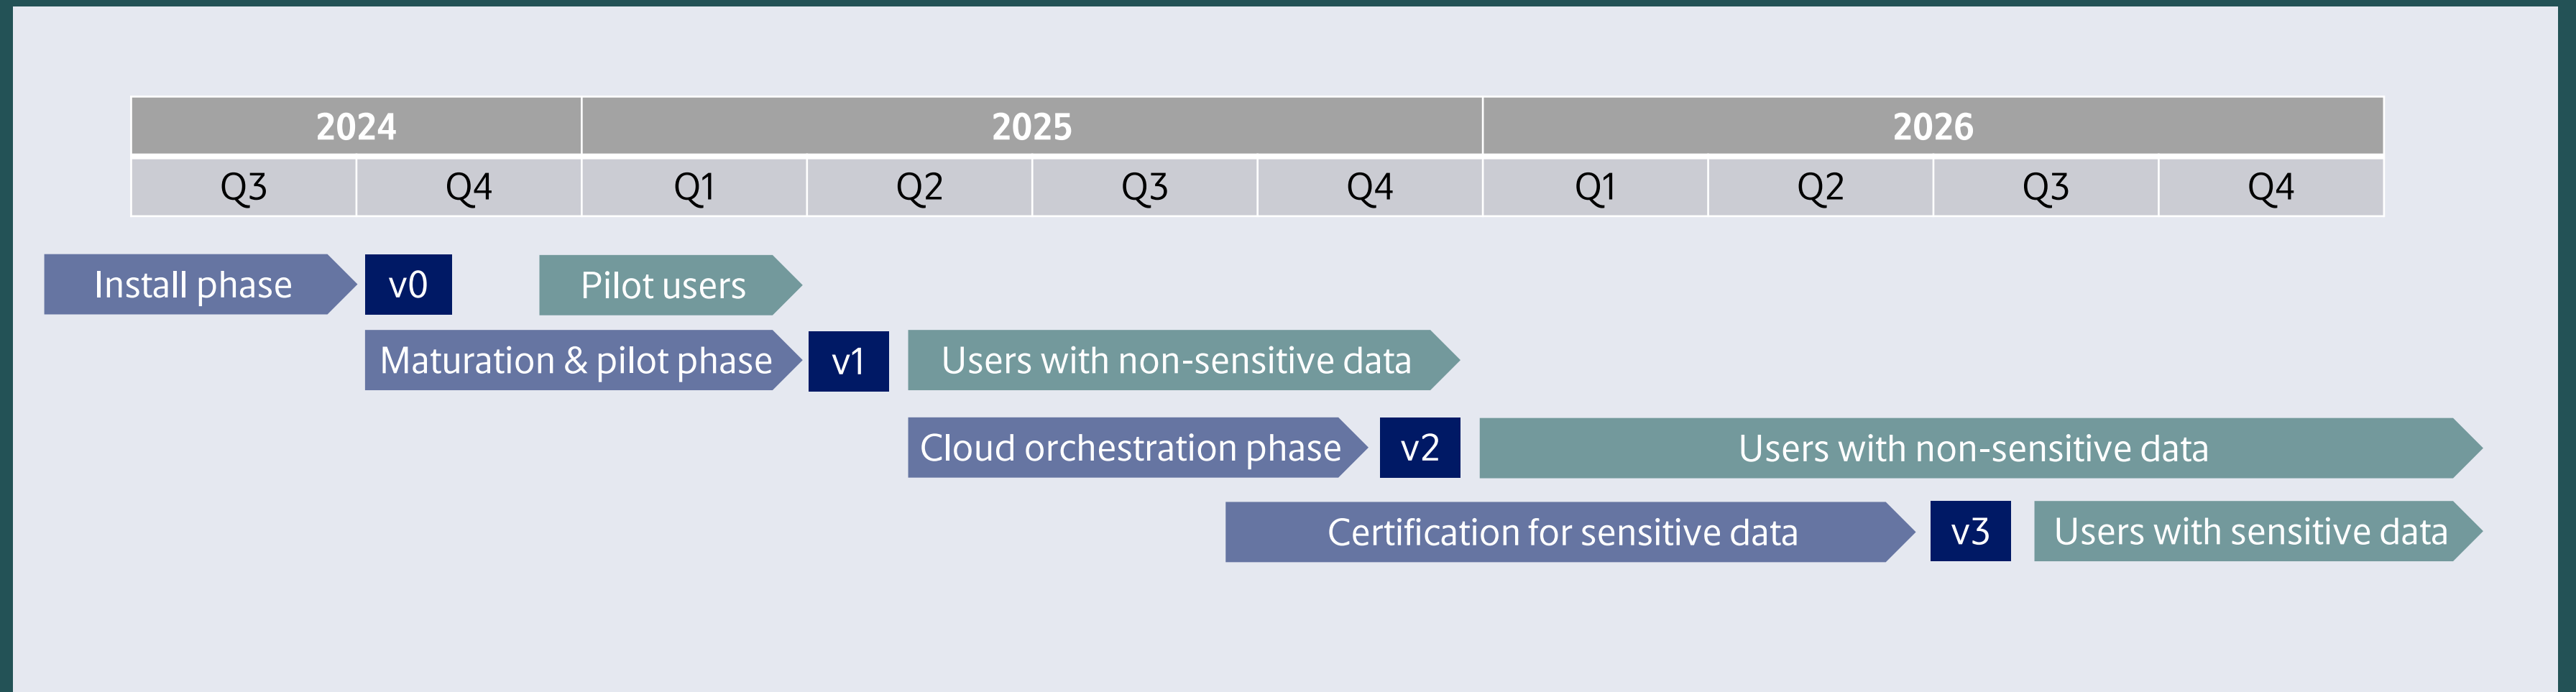 2024 2025 2026
Q3 Q4 Q1 Q2 Q3 Q4 Q1 Q2 Q3 Q4
Install phase v0 Pilot users
Maturation & pilot phase v1 Users with non-sensitive data
Cloud orchestration phase v2 Users with non-sensitive data
Certification for sensitive data v3 Users with sensitive data